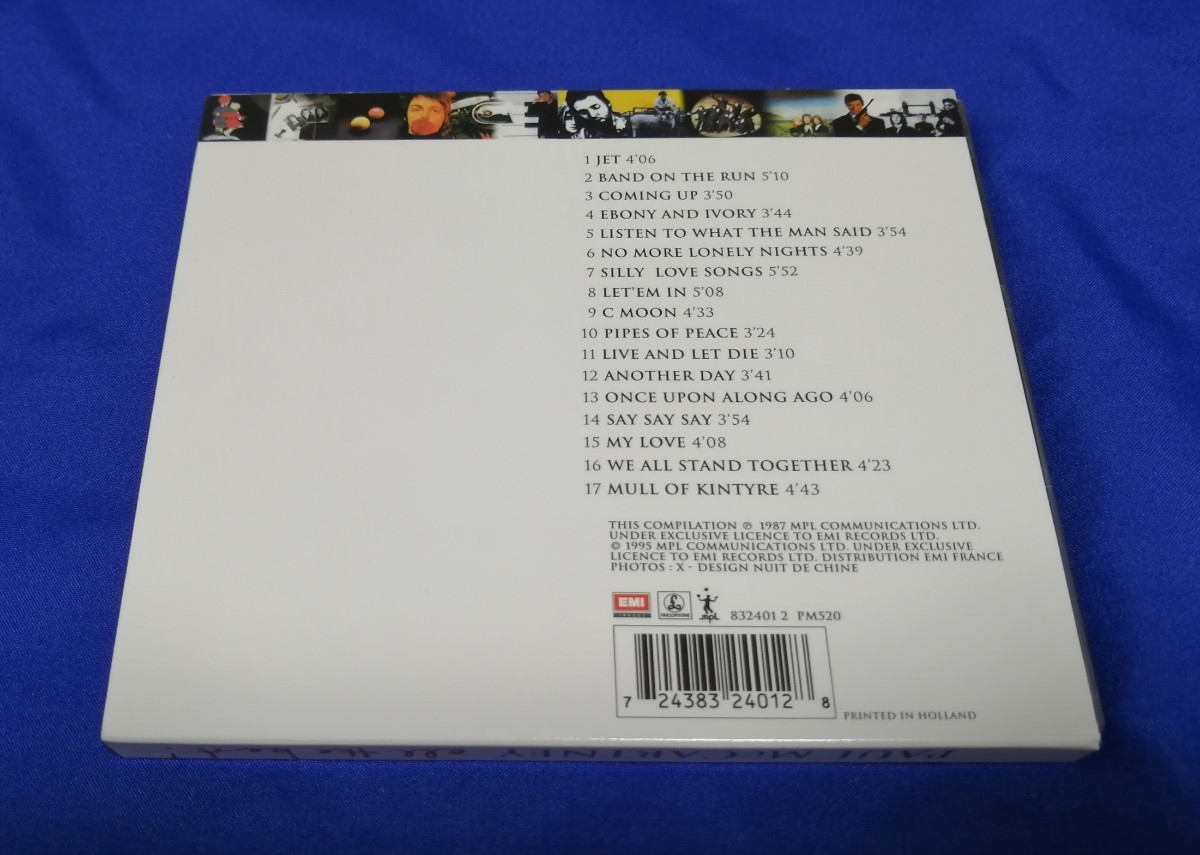 1 JET 4'06
2 BAND ON THE RUN 5'10
3 COMING UP 3'50
4 EBONY AND IVORY 3'44
5 LISTEN TO WHAT THE MAN SAID 3'54
6 NO MORE LONELY NIGHTS 4'39
7 SILLY LOVE SONGS 5'52
8 LET'EM IN 5'08
9 C MOON 4'33
10 PIPES OF PEACE 3'24
11 LIVE AND LET DIE 3'10
12 ANOTHER DAY 3'41
13 ONCE UPON ALONG AGO 4'06
14 SAY SAY SAY 3'54
15 MY LOVE 4'08
16 WE ALL STAND TOGETHER 4'23
17 MULL OF KINTYRE 4'43
THIS COMPILATION ℗ 1987 MPL COMMUNICATIONS LTD.
UNDER EXCLUSIVE LICENCE TO EMI RECORDS LTD.
© 1995 MPL COMMUNICATIONS LTD. UNDER EXCLUSIVE
LICENCE TO EMI RECORDS LTD. DISTRIBUTION EMI FRANCE
PHOTOS : X - DESIGN NUIT DE CHINE
EMI
PARLOPHONE
MPL
832401 2 PM520
7 24383 24012 8
PRINTED IN HOLLAND
PAUL McCARTNEY all the best!